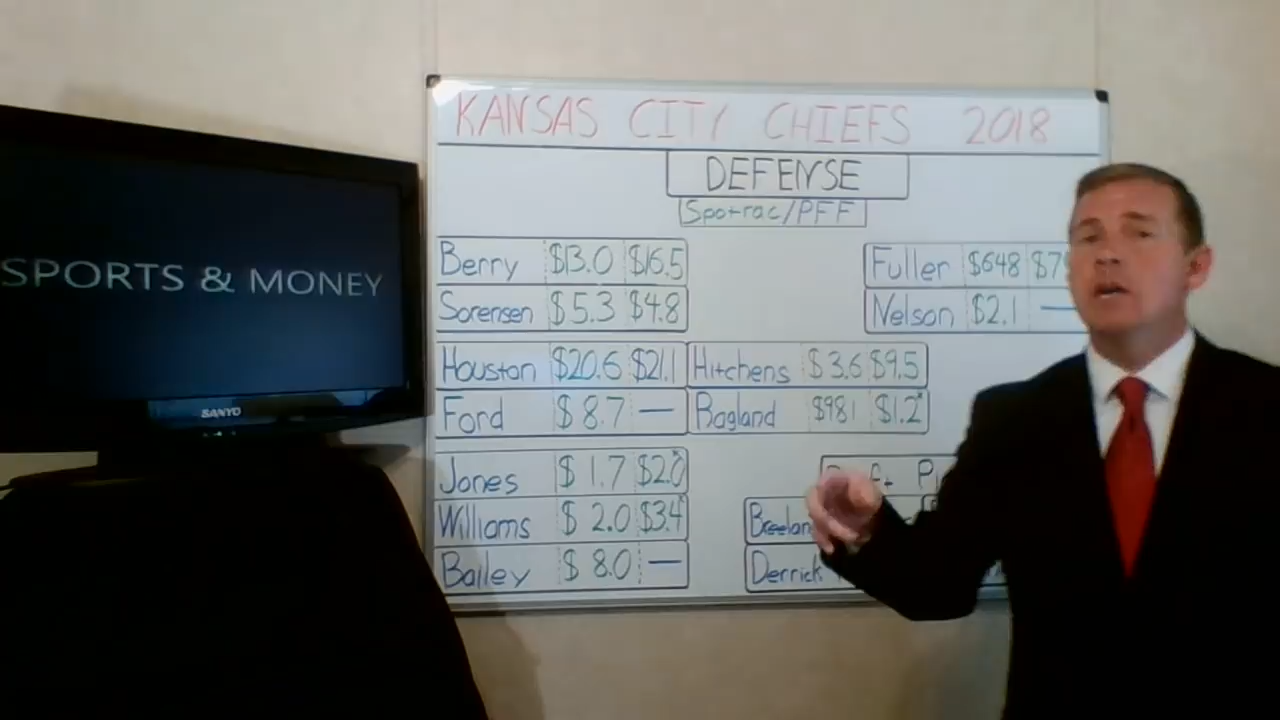 KANSAS CITY CHIEFS 2018
DEFENSE
Spotrac/PFF
SPORTS & MONEY
SANYO
Berry $13.0 $16.5
Sorensen $5.3 $4.8
Fuller $648
Nelson $2.1 —
Houston $20.6 $21.1
Ford $8.7 —
Hitchens $3.6 $9.5
Ragland $981 $1.2*
Jones $1.7 $2.0*
Williams $2.0 $3.4*
Bailey $8.0 —
Derrick